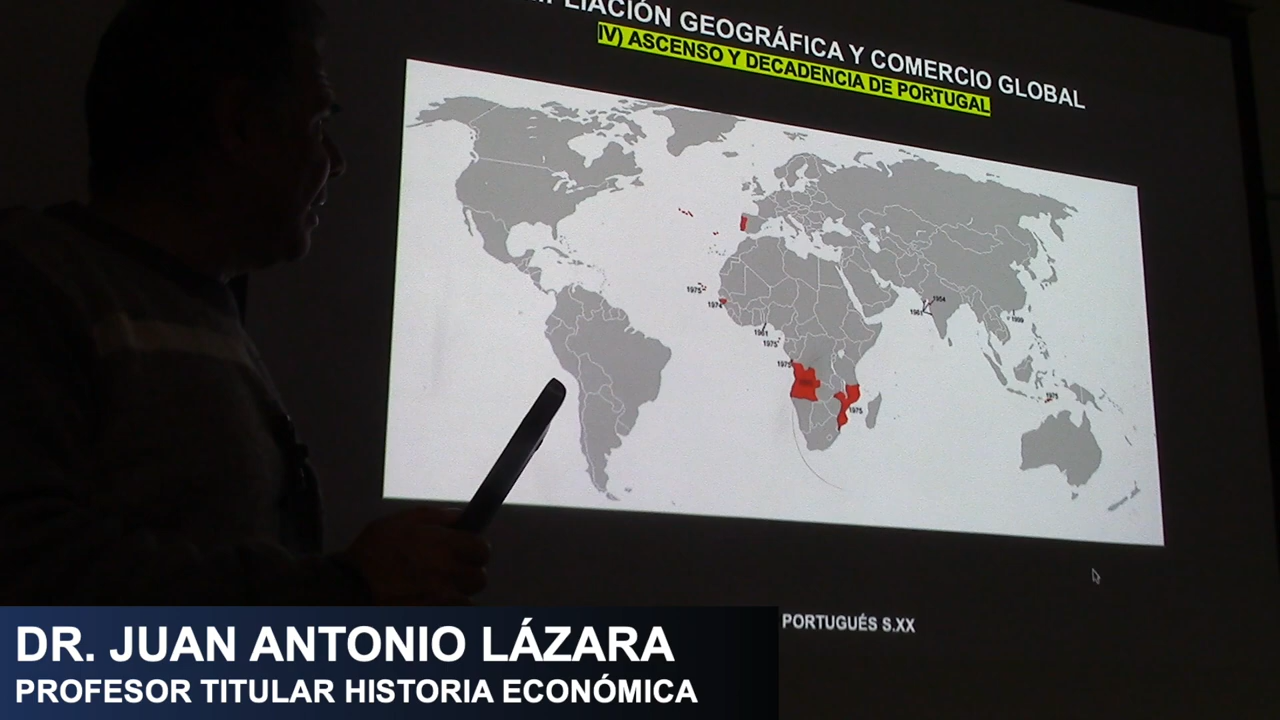 PLIACIÓN GEOGRÁFICA Y COMERCIO GLOBAL
IV) ASCENSO Y DECADENCIA DE PORTUGAL
1975
1974
1961
1975
1975
1975
1954
1961
1999
1975
PORTUGUÉS S.XX
DR. JUAN ANTONIO LÁZARA
PROFESOR TITULAR HISTORIA ECONÓMICA